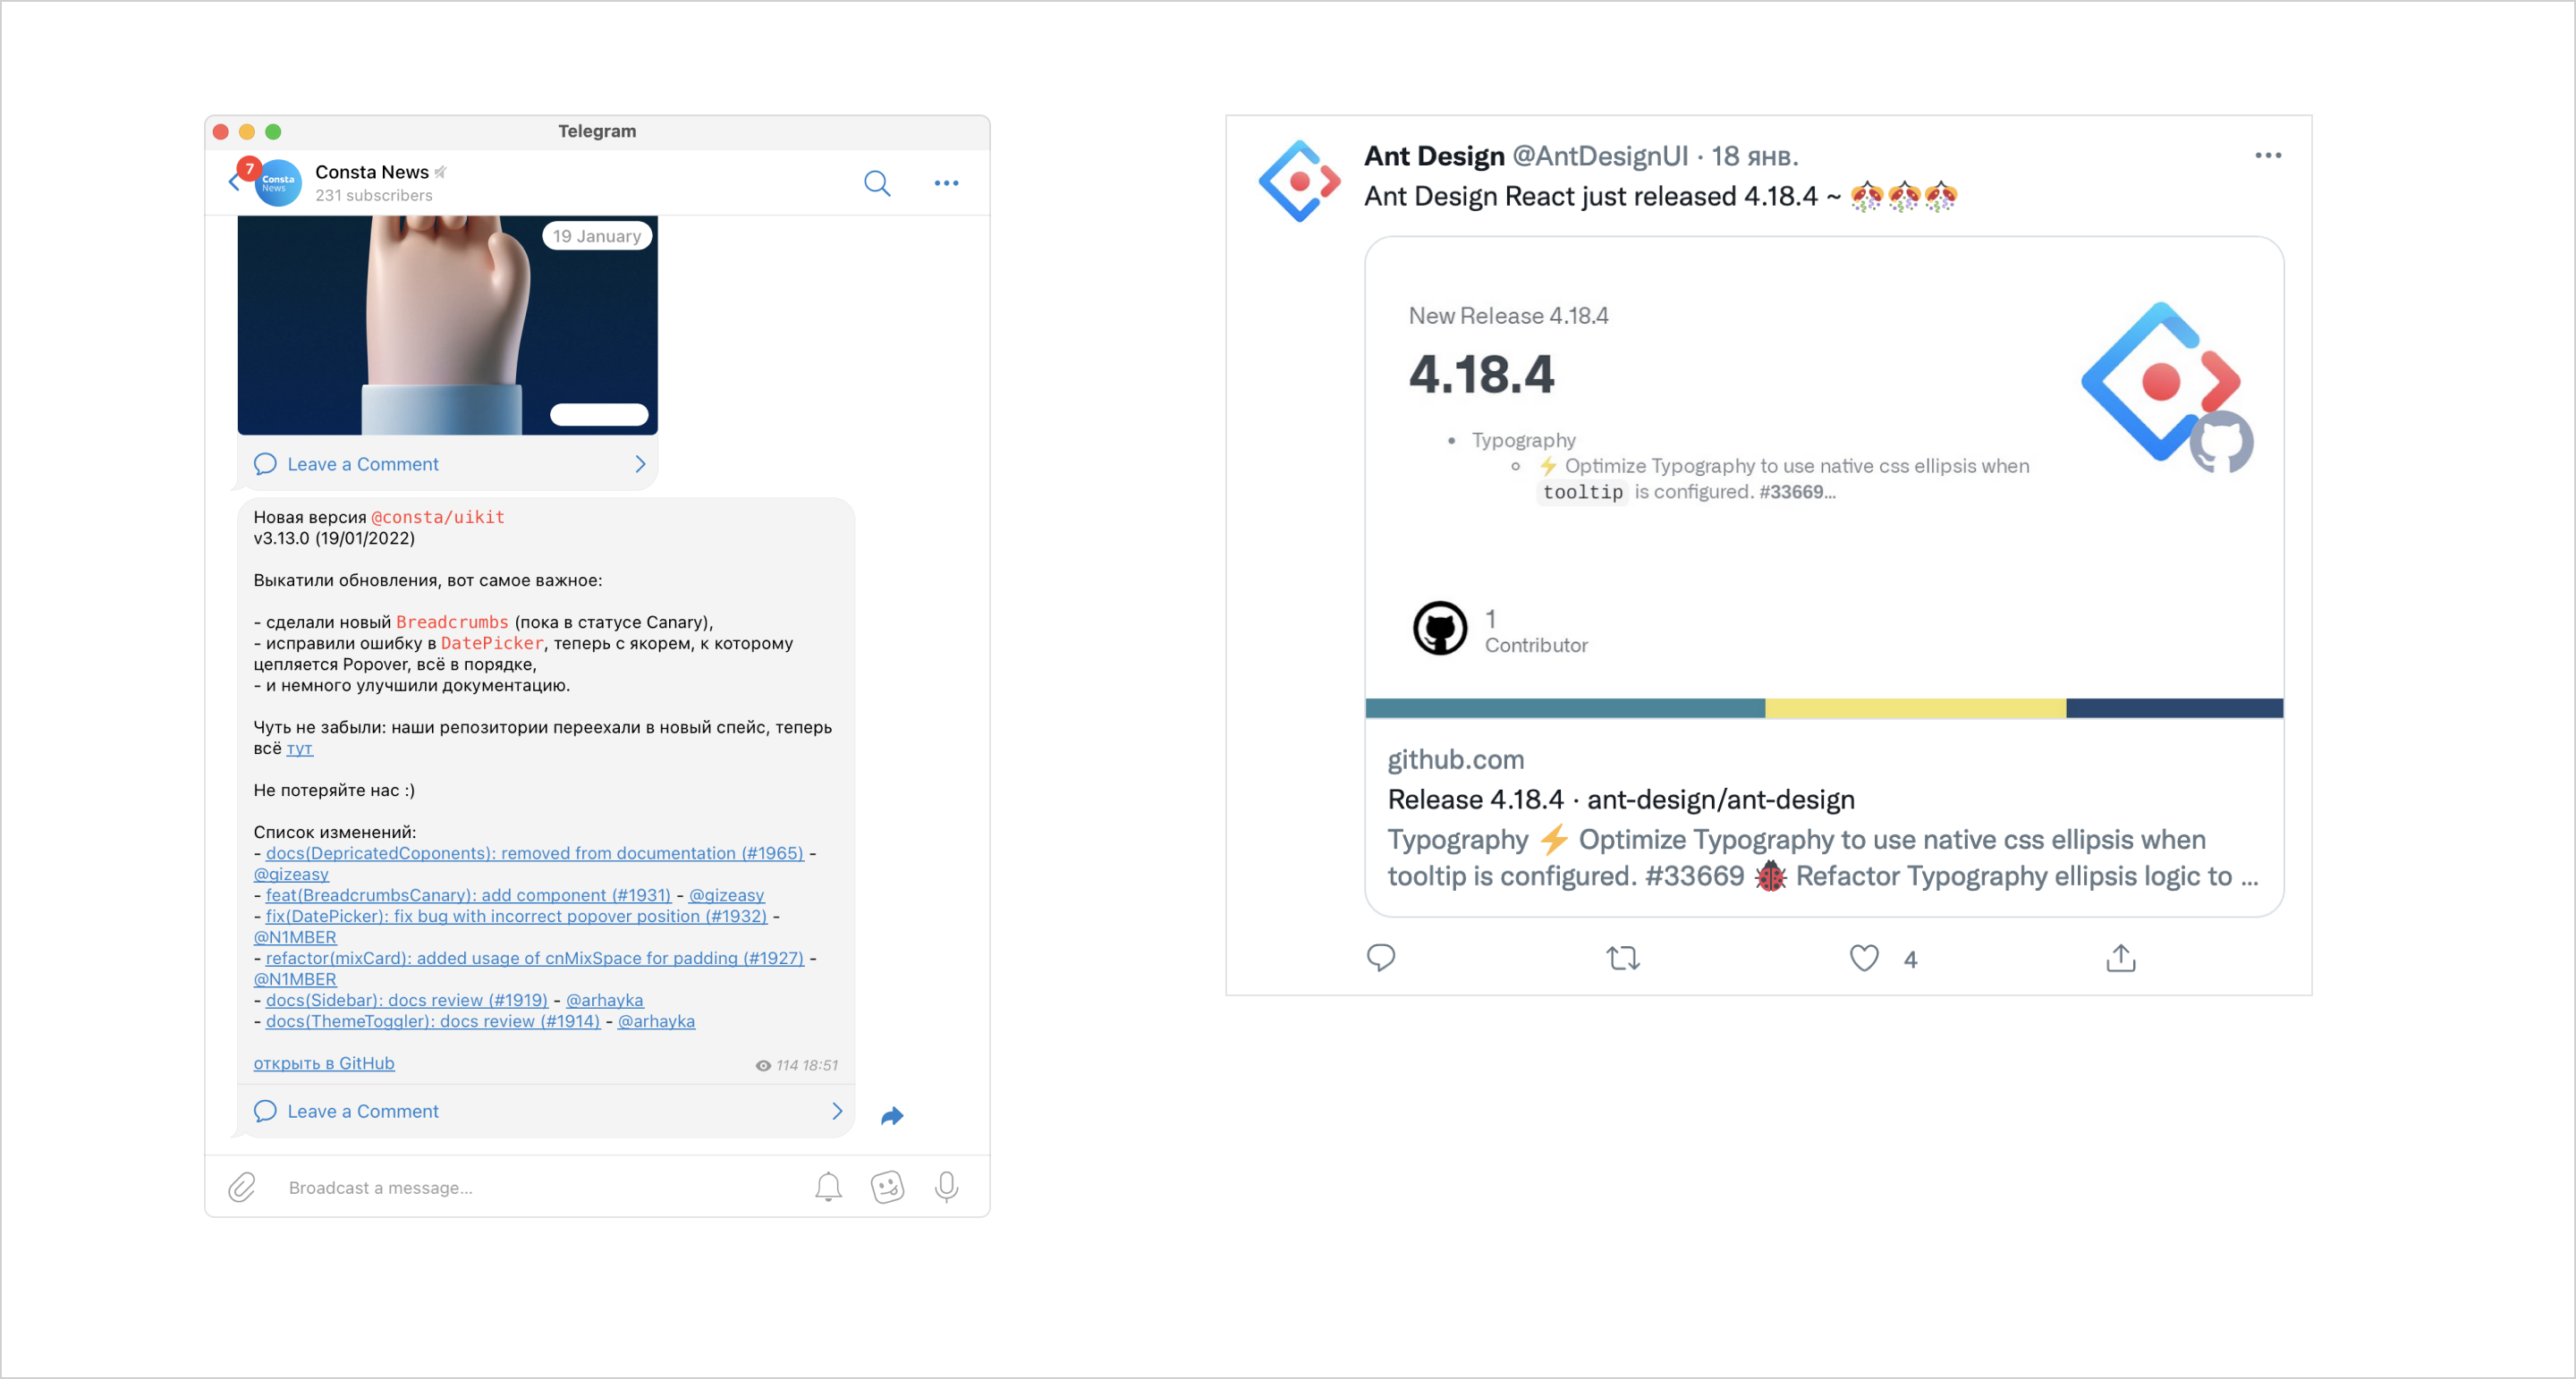 Telegram
7
Consta
News
Consta News
231 subscribers
19 January
Leave a Comment
Новая версия @consta/uikit
v3.13.0 (19/01/2022)
Выкатили обновления, вот самое важное:
- сделали новый Breadcrumbs (пока в статусе Canary),
- исправили ошибку в DatePicker, теперь с якорем, к которому
цепляется Popover, всё в порядке,
- и немного улучшили документацию.
Чуть не забыли: наши репозитории переехали в новый спейс, теперь
всё тут
Не потеряйте нас :)
Список изменений:
- docs(DepricatedCoponents): removed from documentation (#1965) -
@gizeasy
- feat(BreadcrumbsCanary): add component (#1931) - @gizeasy
- fix(DatePicker): fix bug with incorrect popover position (#1932) -
@N1MBER
- refactor(mixCard): added usage of cnMixSpace for padding (#1927) -
@N1MBER
- docs(Sidebar): docs review (#1919) - @arhayka
- docs(ThemeToggler): docs review (#1914) - @arhayka
открыть в GitHub
114 18:51
Leave a Comment
Broadcast a message...
Ant Design @AntDesignUI · 18 янв.
Ant Design React just released 4.18.4 ~
New Release 4.18.4
4.18.4
• Typography
◦ ⚡ Optimize Typography to use native css ellipsis when
tooltip is configured. #33669...
1
Contributor
github.com
Release 4.18.4 · ant-design/ant-design
Typography ⚡ Optimize Typography to use native css ellipsis when
tooltip is configured. #33669 🐞 Refactor Typography ellipsis logic to ...
4